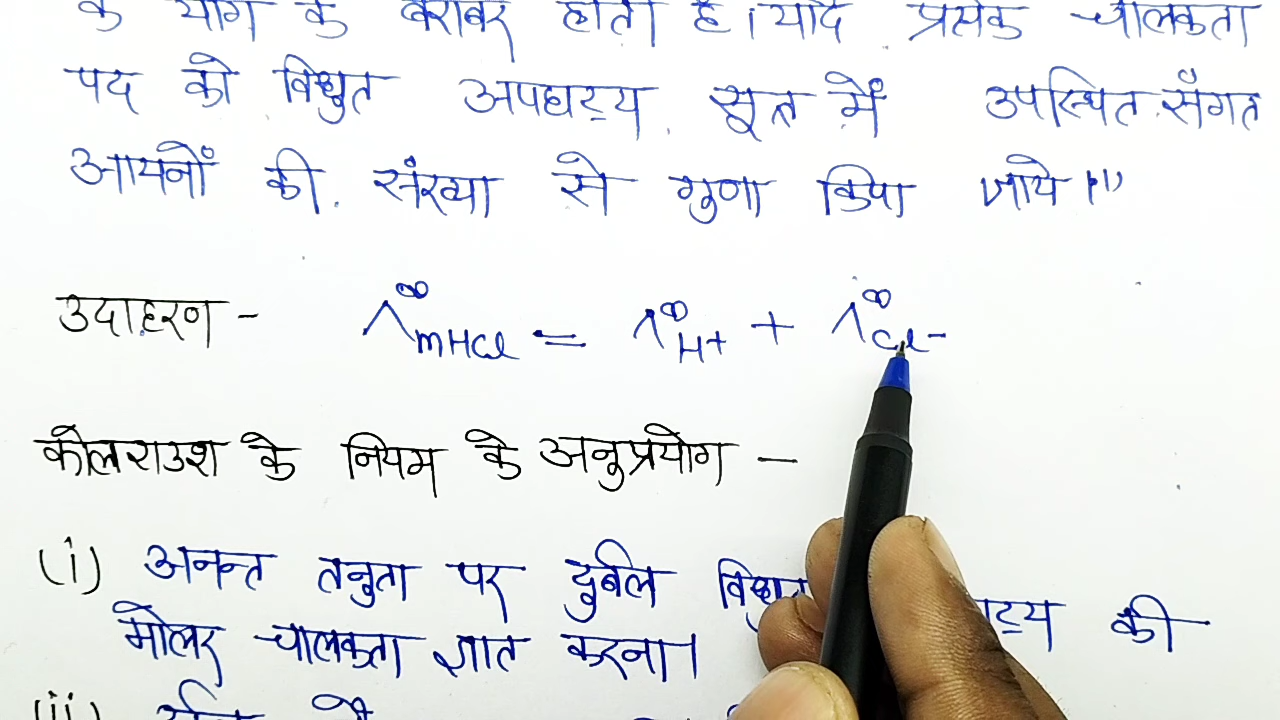 के योग के बराबर होता है। यदि प्रत्येक चालकता
पद को विद्युत अपघट्य सूत्र में उपस्थित संगत
आयनों की संख्या से गुणा किया जाये।"
उदाहरण - Λ∞mHCl = λ∞H+ + λ∞Cl-
कोलराउश के नियम के अनुप्रयोग -
(i) अनन्त तनुता पर दुर्बल की
मोलर चालकता ज्ञात करना।
(ii)